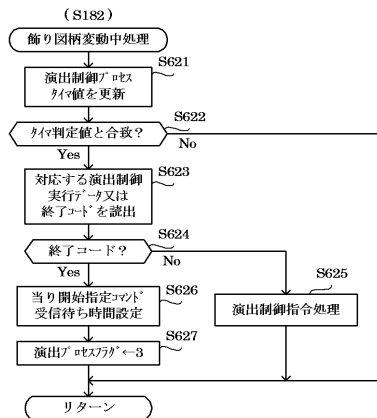 (S182)
飾り図柄変動中処理
S621
演出制御ﾌﾟﾛｾｽ
ﾀｲﾏ値を更新
S622
ﾀｲﾏ判定値と合致?
No
Yes
S623
対応する演出制御
実行ﾃﾞｰﾀ又は
終了ｺｰﾄﾞを読出
S624
終了コード?
No
Yes
S625
演出制御指令処理
S626
当り開始指定ｺﾏﾝﾄﾞ
受信待ち時間設定
S627
演出ﾌﾟﾛｾｽﾌﾗｸﾞ←3
リターン